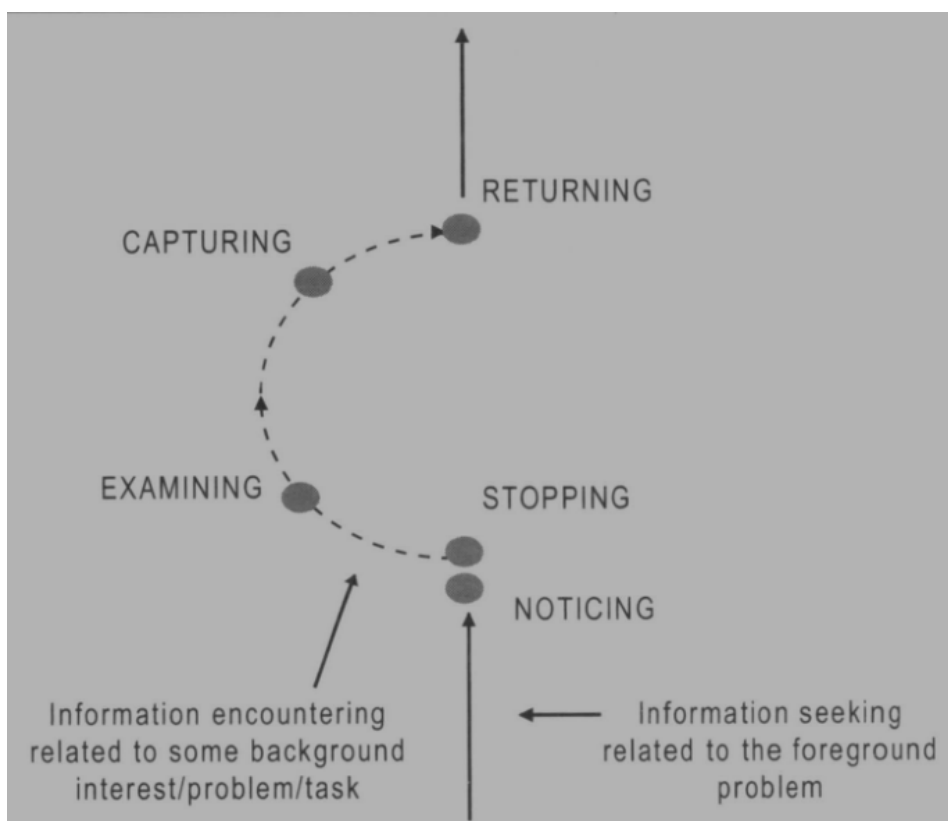 RETURNING
CAPTURING
EXAMINING
STOPPING
NOTICING
Information encountering
related to some background
interest/problem/task
Information seeking
related to the foreground
problem